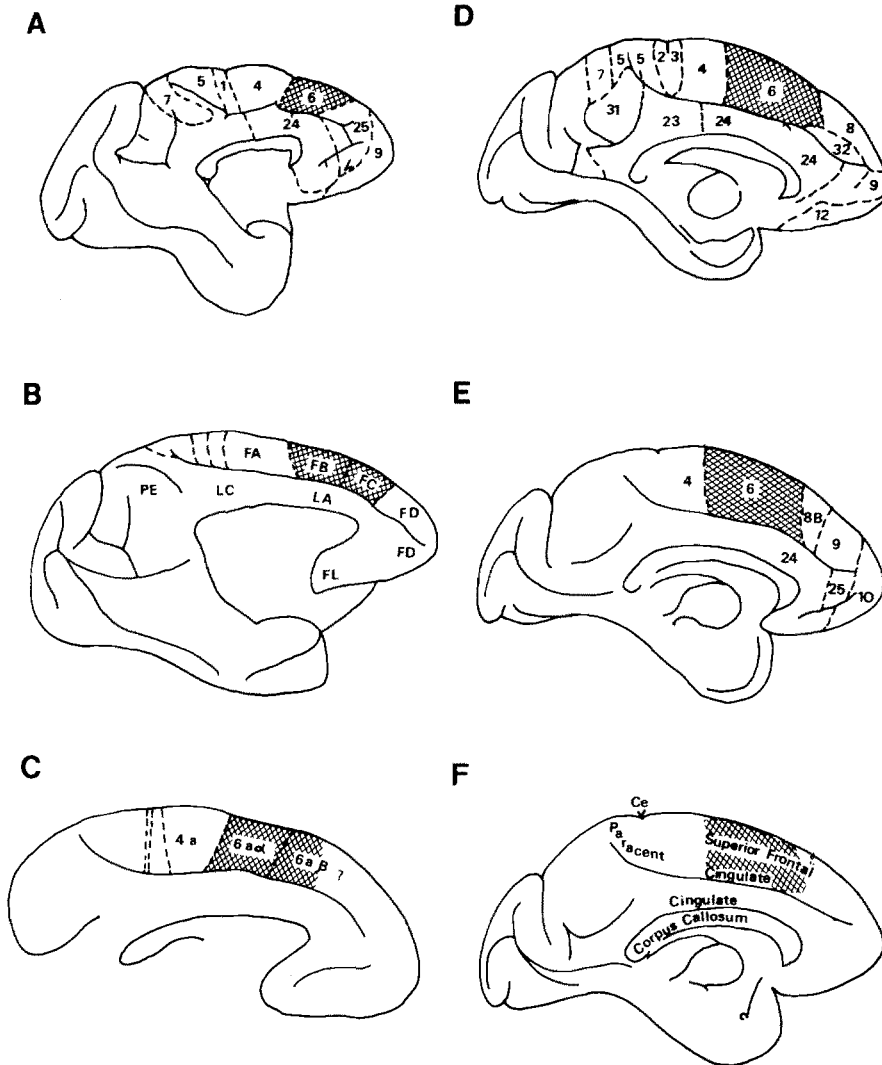 A
5 1 4
7 6
24 25
9
B
FA FB FC
PE LC LA FD
FD
FL
C
4 a 6 aα 6 a β ?
D
5 5 2 3 4
7 6
31 8
23 24 32
24 9
12
E
4 6
8B 9
24
25 10
F
Ce
Paracent Superior Frontal
Cingulate
Cingulate
Corpus Callosum